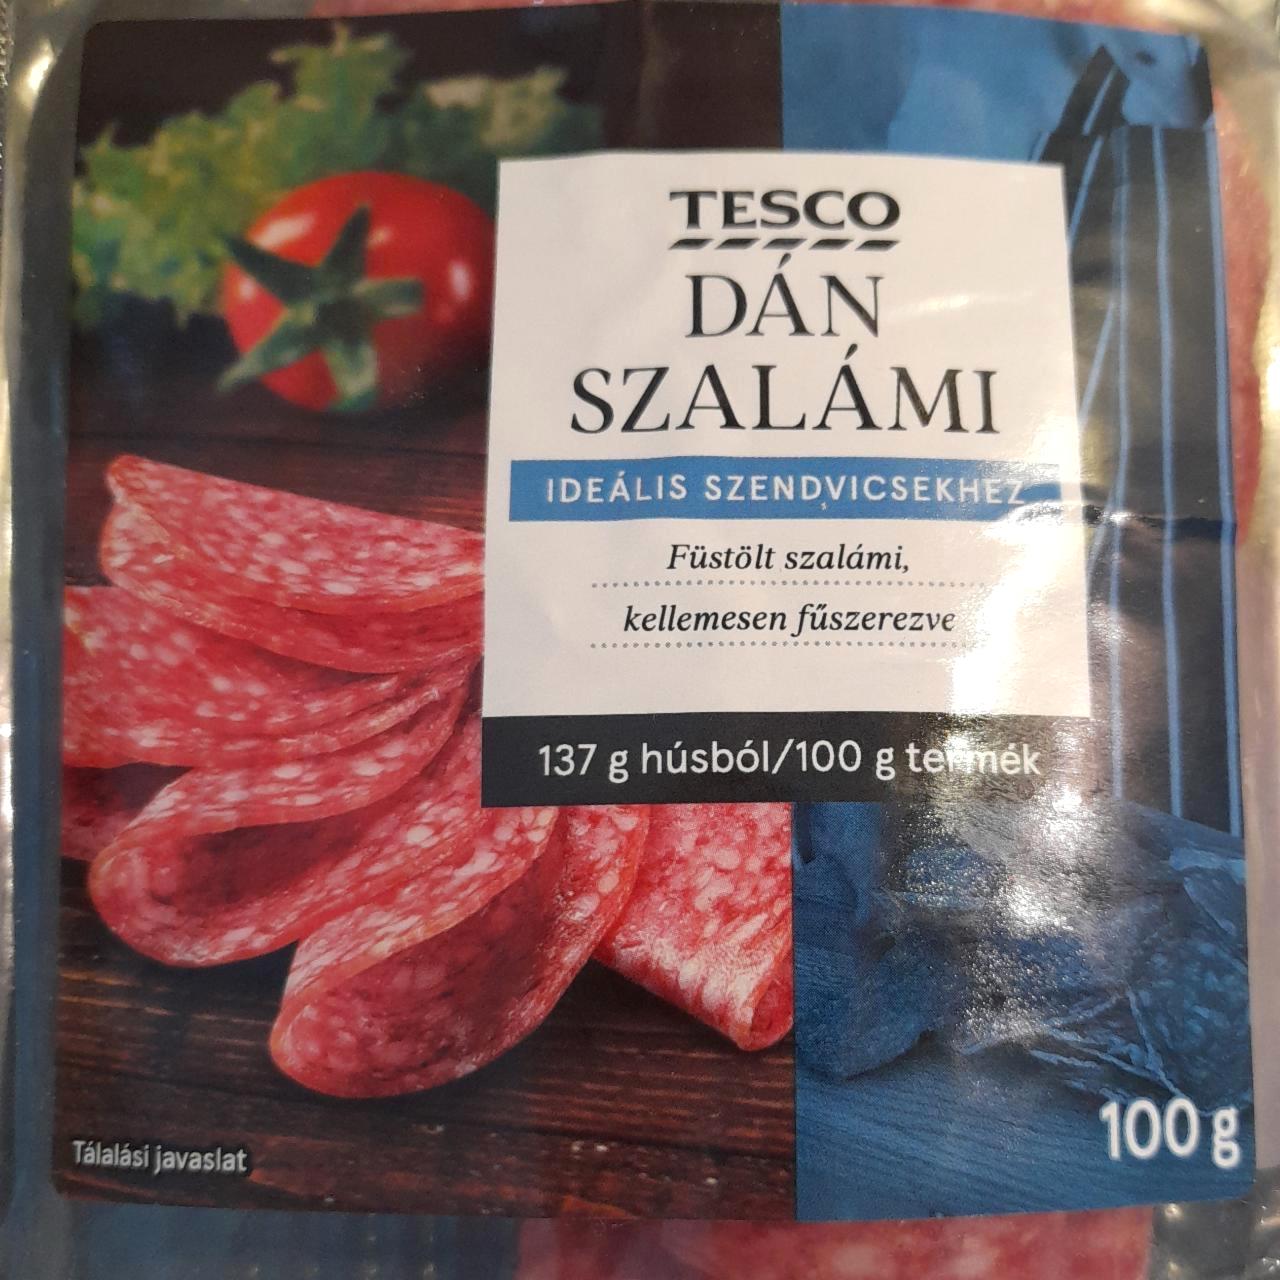 TESCO
DÁN
SZALÁMI
IDEÁLIS SZENDVICSEKHEZ
Füstölt szalámi,
kellemesen fűszerezve
137 g húsból/100 g termék
100 g
Tálalási javaslat